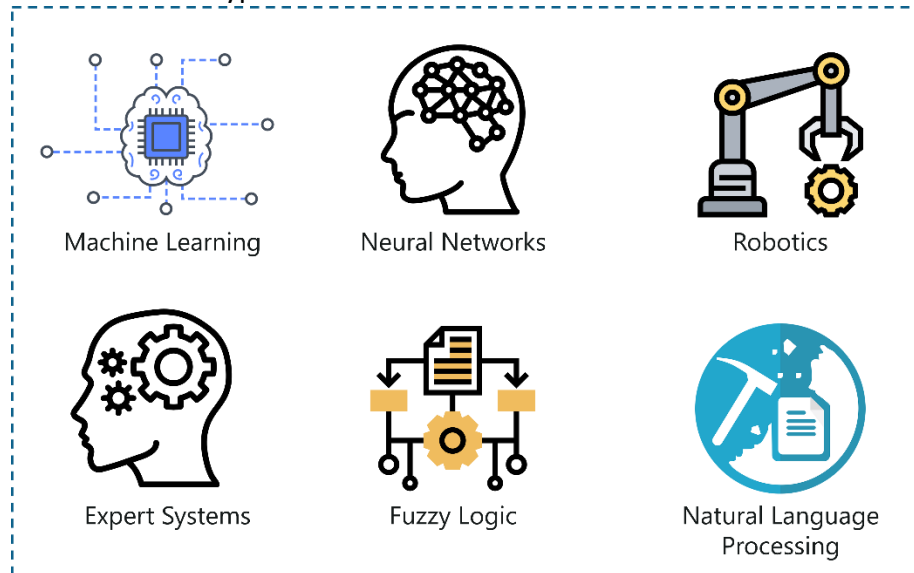 Machine Learning
Neural Networks
Robotics
Expert Systems
Fuzzy Logic
Natural Language
Processing